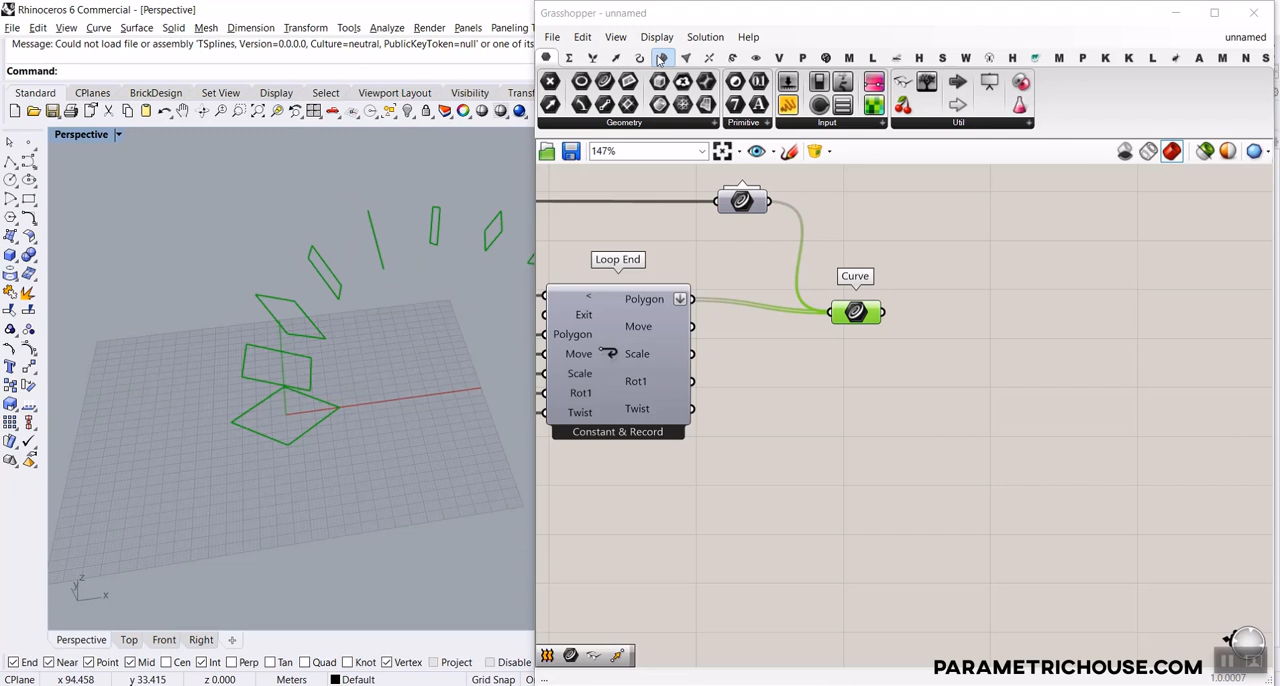 Rhinoceros 6 Commercial - [Perspective]
File Edit View Curve Surface Solid Mesh Dimension Transform Tools Analyze Render Panels Paneling
Message: Could not load file or assembly 'TSplines, Version=0.0.0.0, Culture=neutral, PublicKeyToken=null' or one of its
Command:
Standard CPlanes Set View Display Select Viewport Layout Visibility Trans
Perspective
z
y
x
Perspective Top Front Right
End Near Point Mid Cen Int Perp Tan Quad Knot Vertex Project Disable
CPlane x 94.458 y 33.415 z 0.000 Meters Default Grid Snap
Grasshopper - unnamed
File Edit View Display Solution Help unnamed
V P M L H S W H P K K L A M N S
Geometry Primitive Input Util
147%
Loop End
< Polygon
Exit Move
Polygon
Move Scale
Scale
Rot1 Rot1
Twist Twist
Constant & Record
Curve
...
1.0.0007
PARAMETRICHOUSE.COM